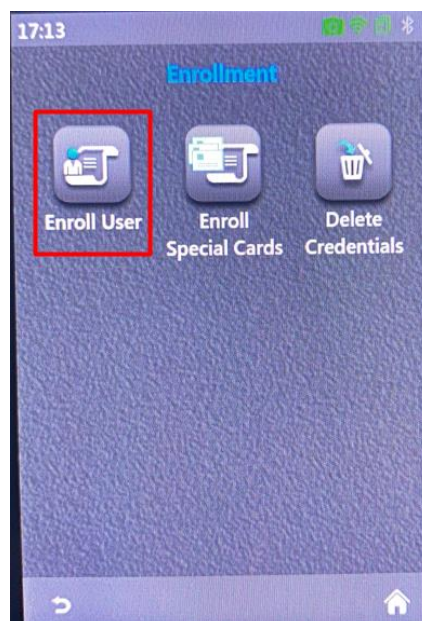 17:13
Enrollment
Enroll User
Enroll
Special Cards
Delete
Credentials